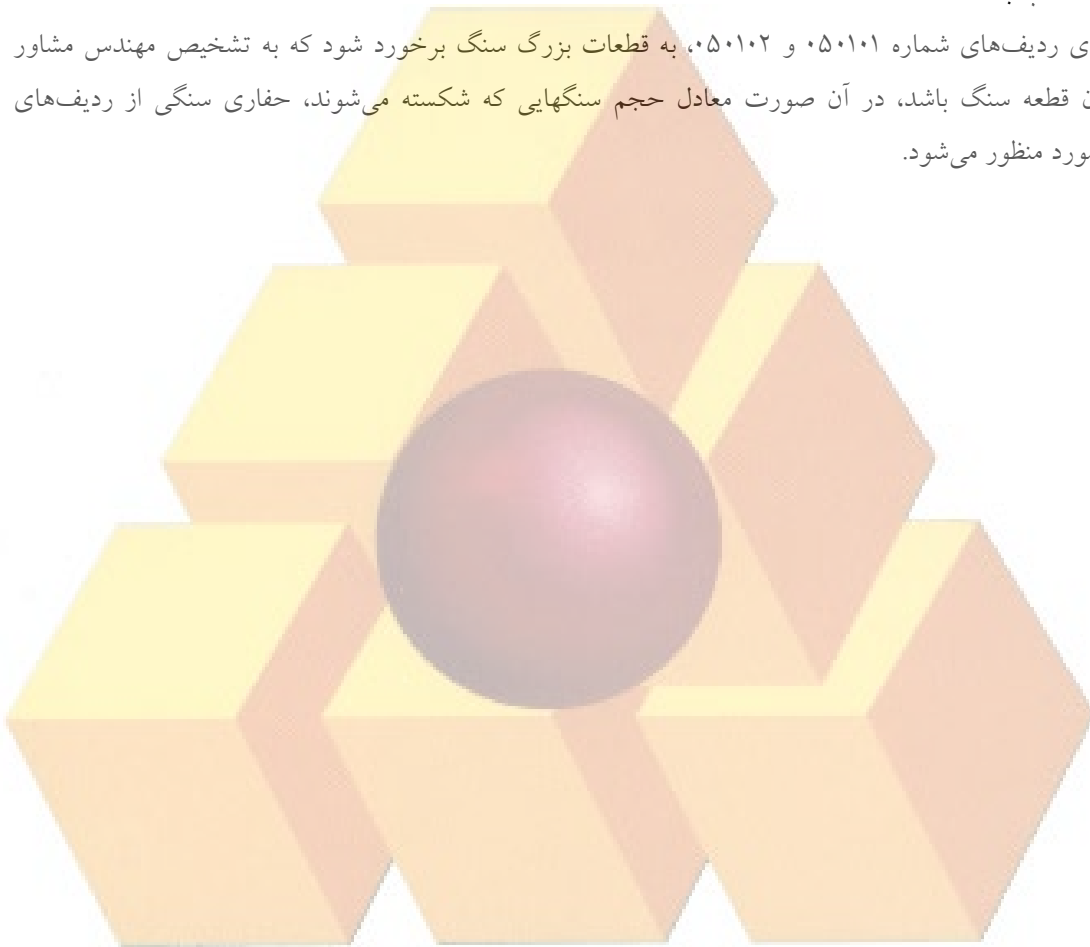 ردیف‌های شماره ۰۵۰۱۰۱ و ۰۵۰۱۰۲، به قطعات بزرگ سنگ برخورد شود که به تشخیص مهندس مشاور
قطعه سنگ باشد، در آن صورت معادل حجم سنگهایی که شکسته می‌شوند، حفاری سنگی از ردیف‌های
منظور می‌شود.